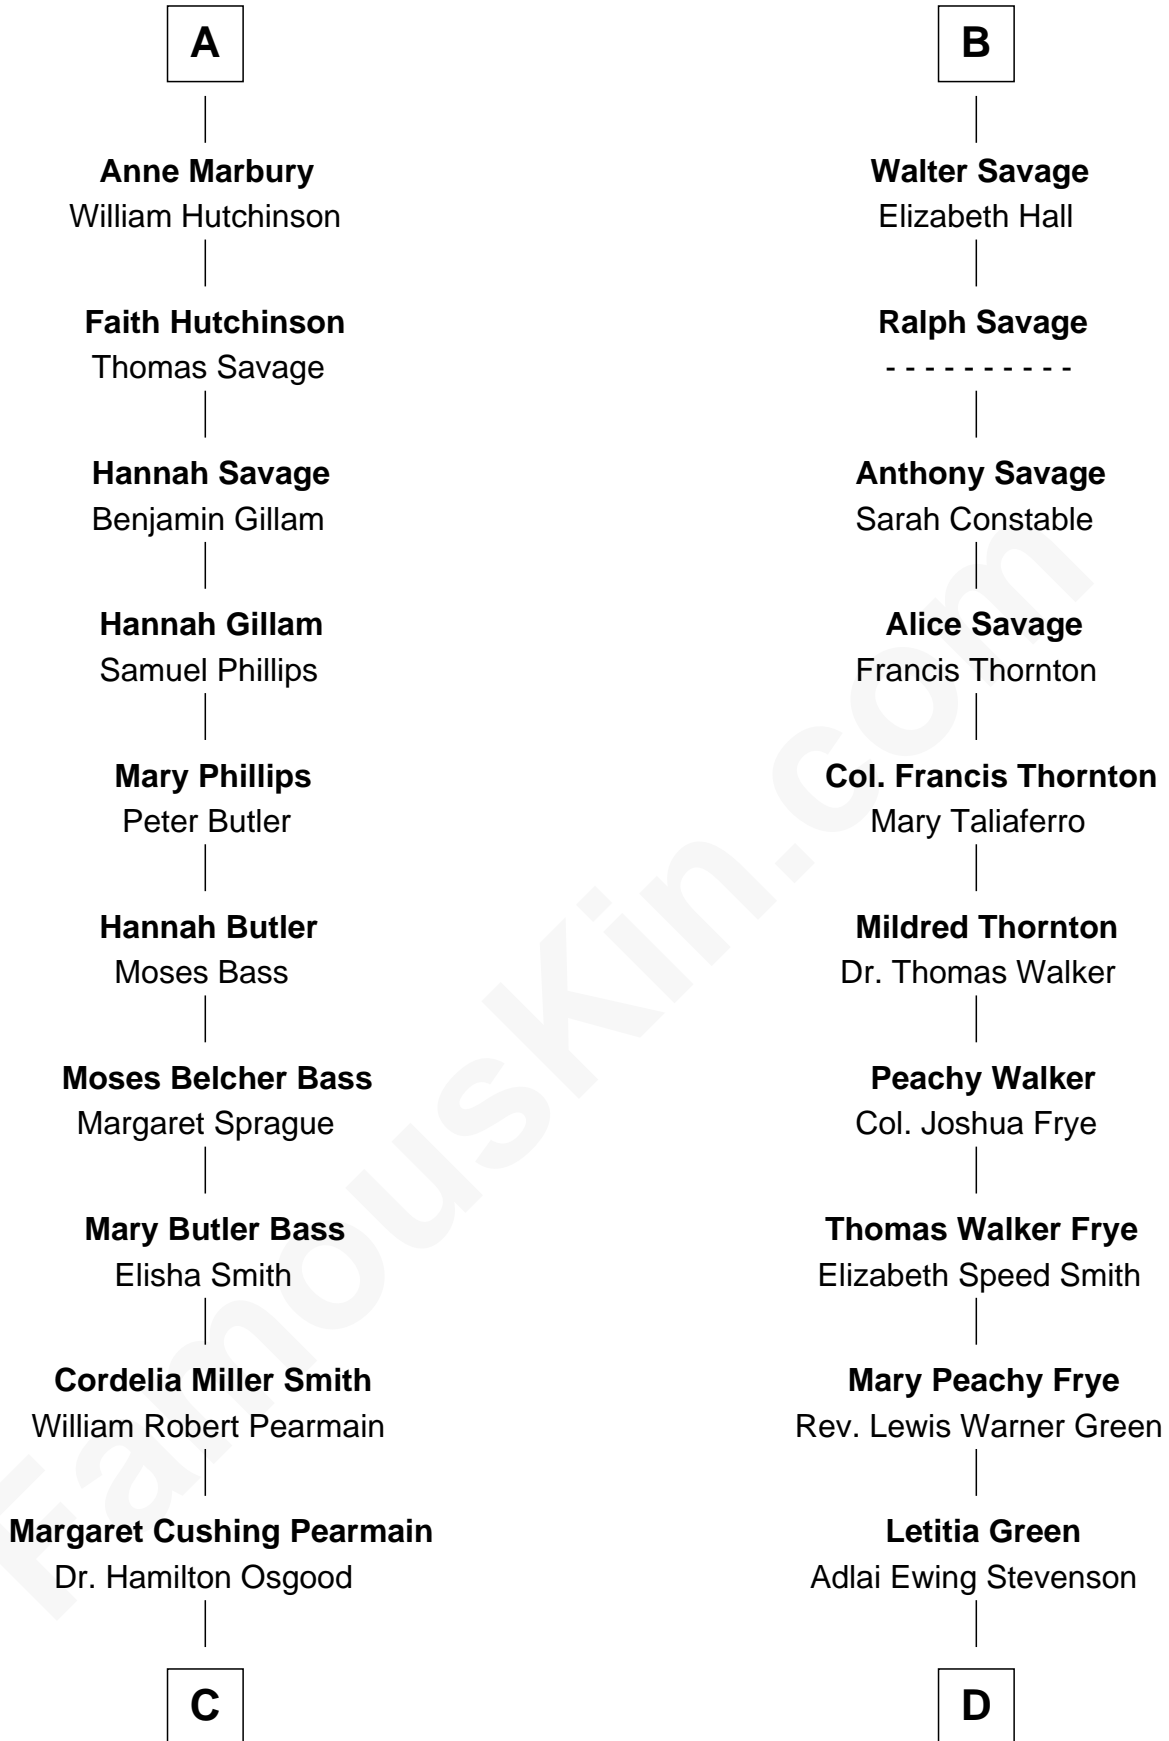 A
Anne Marbury
William Hutchinson
Faith Hutchinson
Thomas Savage
Hannah Savage
Benjamin Gillam
Hannah Gillam
Samuel Phillips
Mary Phillips
Peter Butler
Hannah Butler
Moses Bass
Moses Belcher Bass
Margaret Sprague
Mary Butler Bass
Elisha Smith
Cordelia Miller Smith
William Robert Pearmain
Margaret Cushing Pearmain
Dr. Hamilton Osgood
C
B
Walter Savage
Elizabeth Hall
Ralph Savage
- - - - - - - - - -
Anthony Savage
Sarah Constable
Alice Savage
Francis Thornton
Col. Francis Thornton
Mary Taliaferro
Mildred Thornton
Dr. Thomas Walker
Peachy Walker
Col. Joshua Frye
Thomas Walker Frye
Elizabeth Speed Smith
Mary Peachy Frye
Rev. Lewis Warner Green
Letitia Green
Adlai Ewing Stevenson
D
FamousKin.com